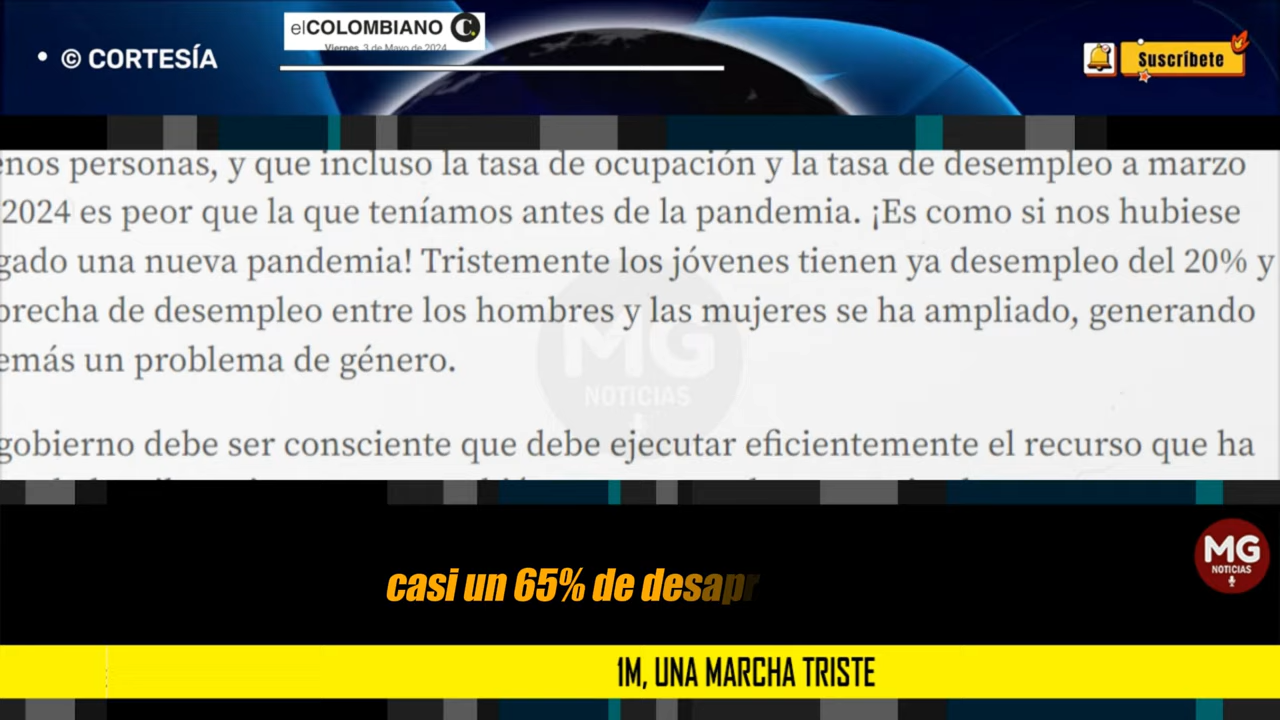 elCOLOMBIANO C
Viernes, 3 de Mayo de 2024
• © CORTESÍA
Suscríbete
personas, y que incluso la tasa de ocupación y la tasa de desempleo a marzo
2024 es peor que la que teníamos antes de la pandemia. ¡Es como si nos hubiese
gado una nueva pandemia! Tristemente los jóvenes tienen ya desempleo del 20% y
brecha de desempleo entre los hombres y las mujeres se ha ampliado, generando
emás un problema de género.
MG
NOTICIAS
gobierno debe ser consciente que debe ejecutar eficientemente el recurso que ha
MG
NOTICIAS
casi un 65% de desapr
1M, UNA MARCHA TRISTE